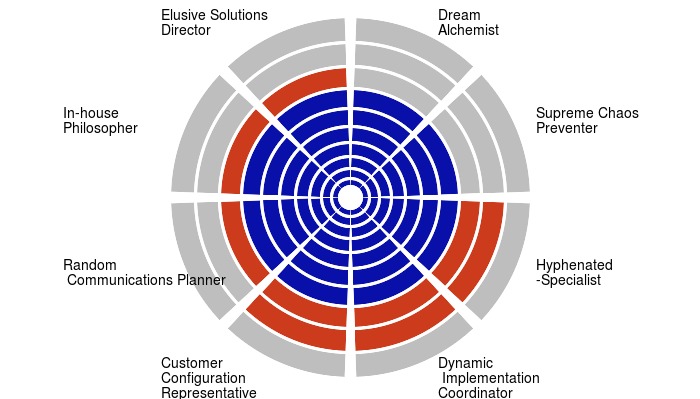 Elusive Solutions
Director
Dream
Alchemist
In-house
Philosopher
Supreme Chaos
Preventer
Random
Communications Planner
Hyphenated
-Specialist
Customer
Configuration
Representative
Dynamic
Implementation
Coordinator